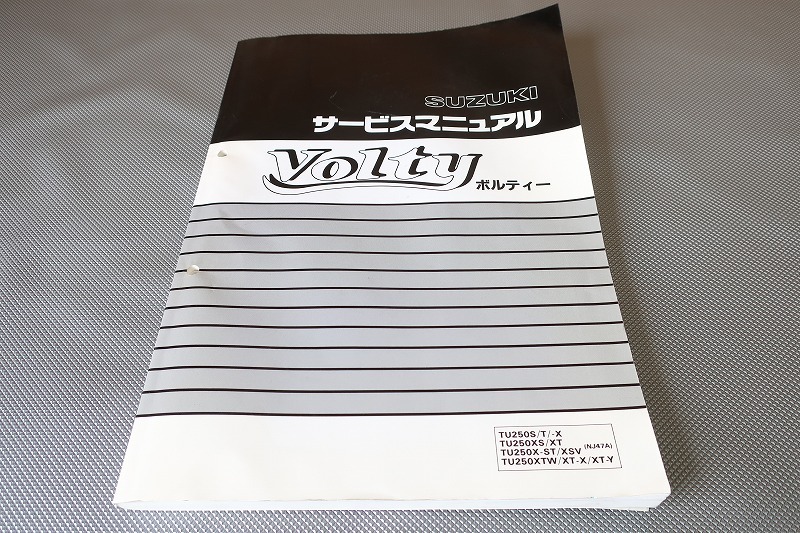 SUZUKI
サービスマニュアル
Volty
ボルティー
TU250S/T/-X
TU250XS/XT
TU250X-ST/XSV (NJ47A)
TU250XTW/XT-X/XT-Y